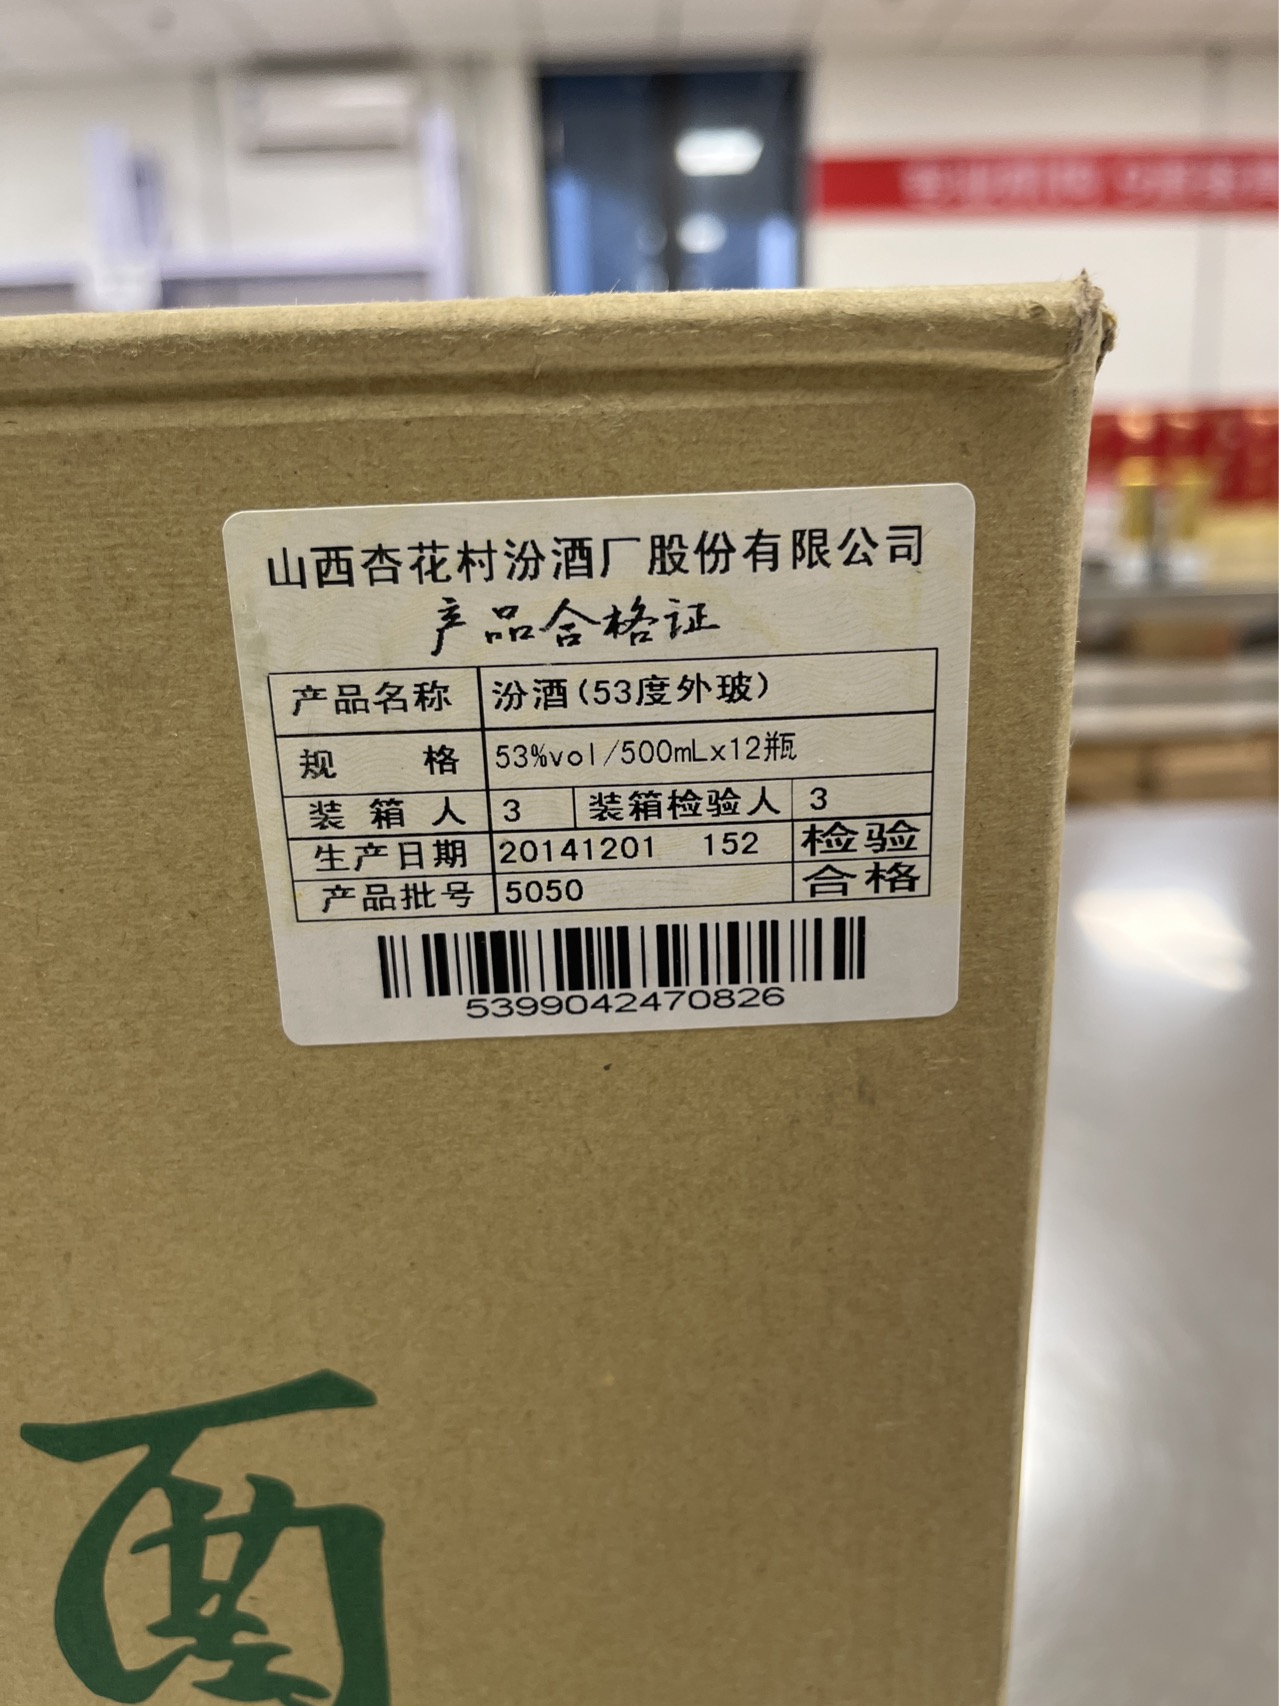 山西杏花村汾酒厂股份有限公司
产品合格证
产品名称 汾酒(53度外玻)
规 格 53%vol/500mLx12瓶
装箱人 3 装箱检验人 3
生产日期 20141201 152 检验
产品批号 5050 合格
5399042470826